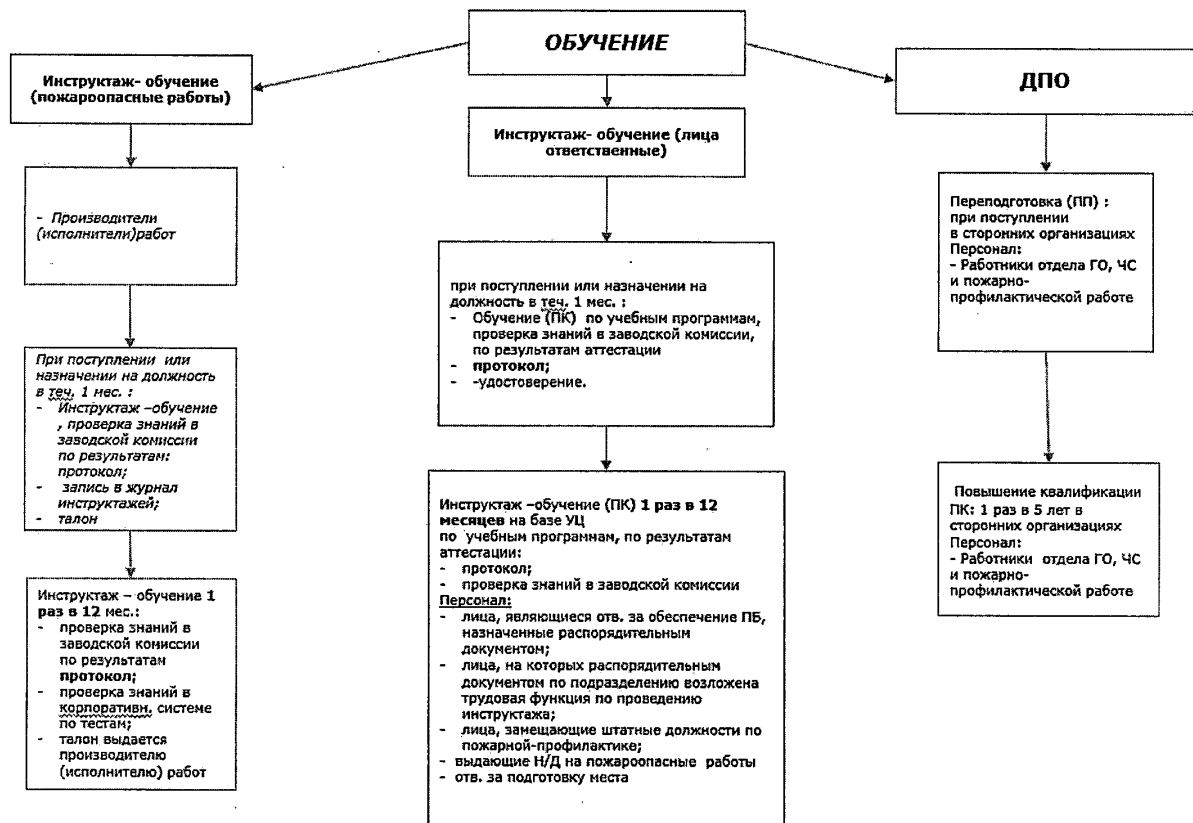 ОБУЧЕНИЕ
Инструктаж- обучение
(пожароопасные работы)
- Производители
(исполнители)работ
При поступлении или
назначении на должность
в теч. 1 мес. :
- Инструктаж –обучение
, проверка знаний в
заводской комиссии
по результатам:
протокол;
- запись в журнал
инструктажей;
- талон
Инструктаж – обучение 1
раз в 12 мес.:
- проверка знаний в
заводской комиссии
по результатам
протокол;
- проверка знаний в
корпоративн. системе
по тестам;
- талон выдается
производителю
(исполнителю) работ
Инструктаж- обучение (лица
ответственные)
при поступлении или назначении на
должность в теч. 1 мес. :
- Обучение (ПК) по учебным программам,
проверка знаний в заводской комиссии,
по результатам аттестации
- протокол;
- -удостоверение.
Инструктаж –обучение (ПК) 1 раз в 12
месяцев на базе УЦ
по учебным программам, по результатам
аттестации:
- протокол;
- проверка знаний в заводской комиссии
Персонал:
- лица, являющиеся отв. за обеспечение ПБ,
назначенные распорядительным
документом;
- лица, на которых распорядительным
документом по подразделению возложена
трудовая функция по проведению
инструктажа;
- лица, замещающие штатные должности по
пожарной-профилактике;
- выдающие Н/Д на пожароопасные работы
- отв. за подготовку места
ДПО
Переподготовка (ПП) :
при поступлении
в сторонних организациях
Персонал:
- Работники отдела ГО, ЧС
и пожарно-
профилактической работе
Повышение квалификации
ПК: 1 раз в 5 лет в
сторонних организациях
Персонал:
- Работники отдела ГО, ЧС
и пожарно-
профилактической работе